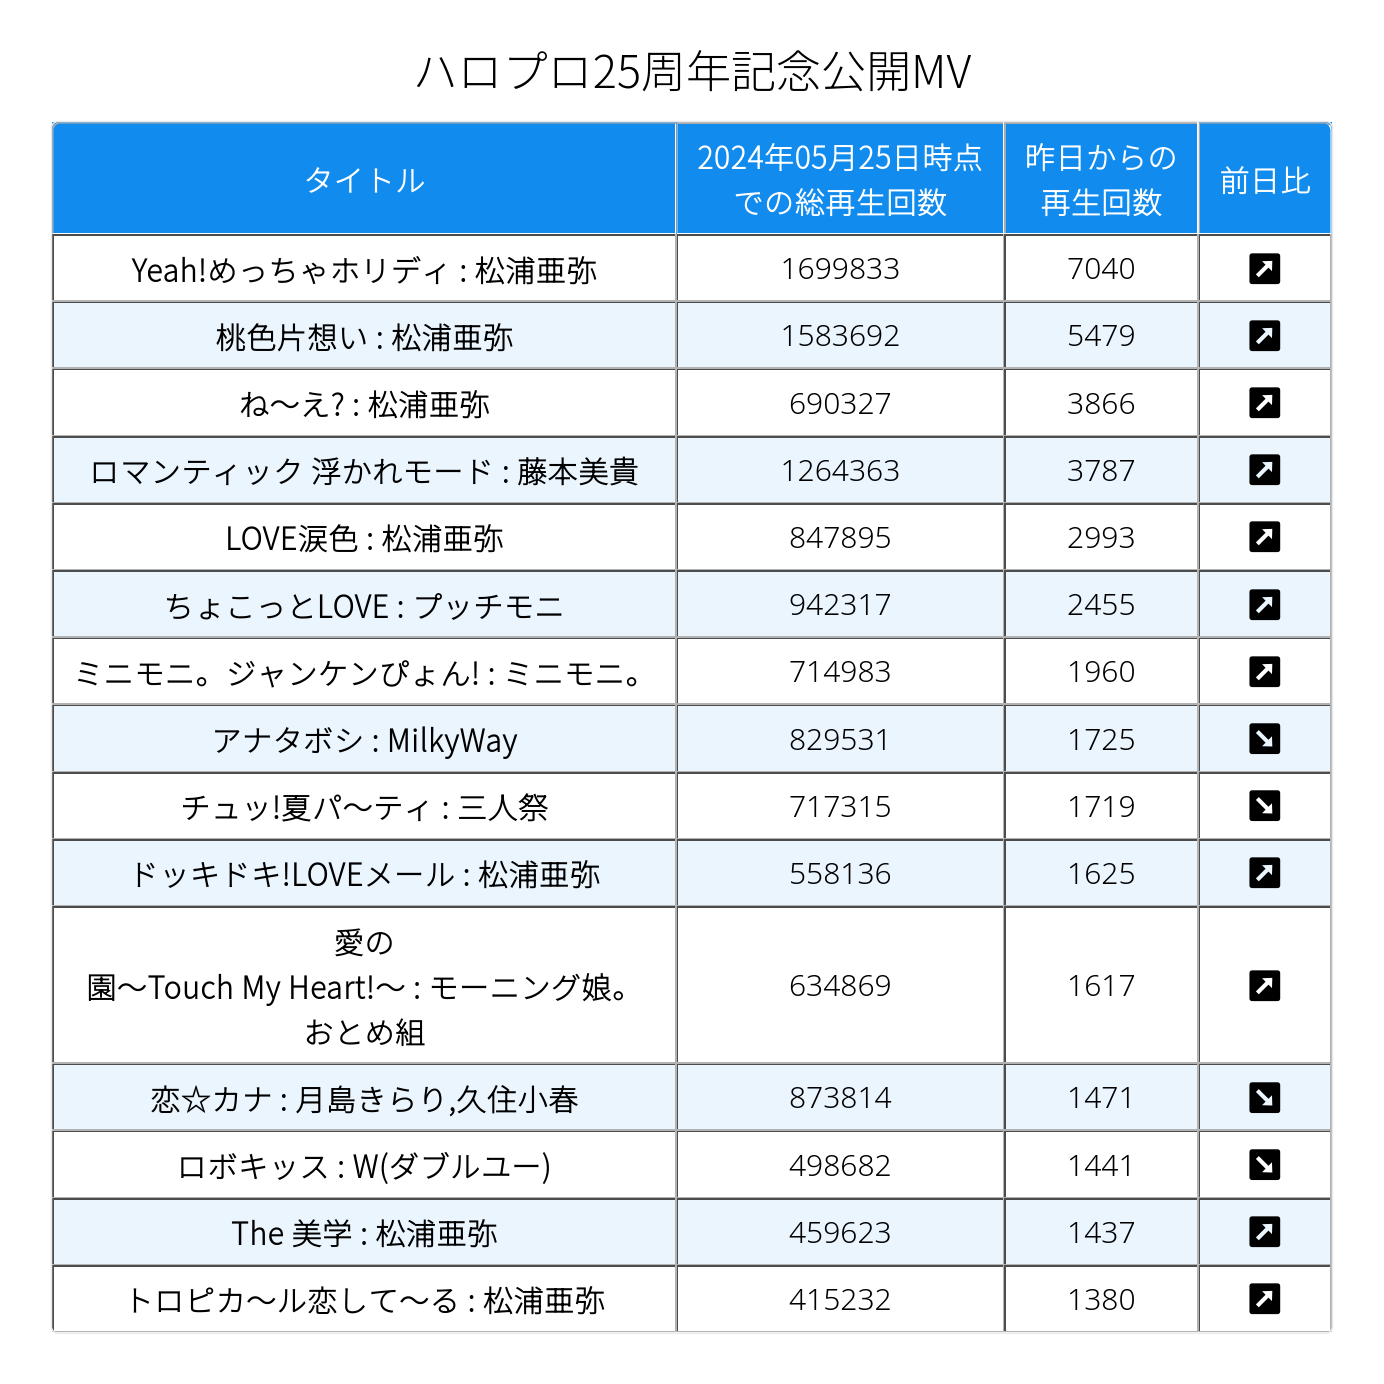 ハロプロ25周年記念公開MV
タイトル
2024年05月25日時点
での総再生回数
昨日からの
再生回数
前日比
Yeah!めっちゃホリディ : 松浦亜弥 1699833 7040 ↗
桃色片想い : 松浦亜弥 1583692 5479 ↗
ね〜え? : 松浦亜弥 690327 3866 ↗
ロマンティック 浮かれモード : 藤本美貴 1264363 3787 ↗
LOVE涙色 : 松浦亜弥 847895 2993 ↗
ちょこっとLOVE : プッチモニ 942317 2455 ↗
ミニモニ。ジャンケンぴょん! : ミニモニ。 714983 1960 ↗
アナタボシ : MilkyWay 829531 1725 ↘
チュッ!夏パ〜ティ : 三人祭 717315 1719 ↘
ドッキドキ!LOVEメール : 松浦亜弥 558136 1625 ↗
愛の
園〜Touch My Heart!〜 : モーニング娘。
おとめ組
634869 1617 ↗
恋☆カナ : 月島きらり,久住小春 873814 1471 ↘
ロボキッス : W(ダブルユー) 498682 1441 ↘
The 美学 : 松浦亜弥 459623 1437 ↗
トロピカ〜ル恋して〜る : 松浦亜弥 415232 1380 ↗